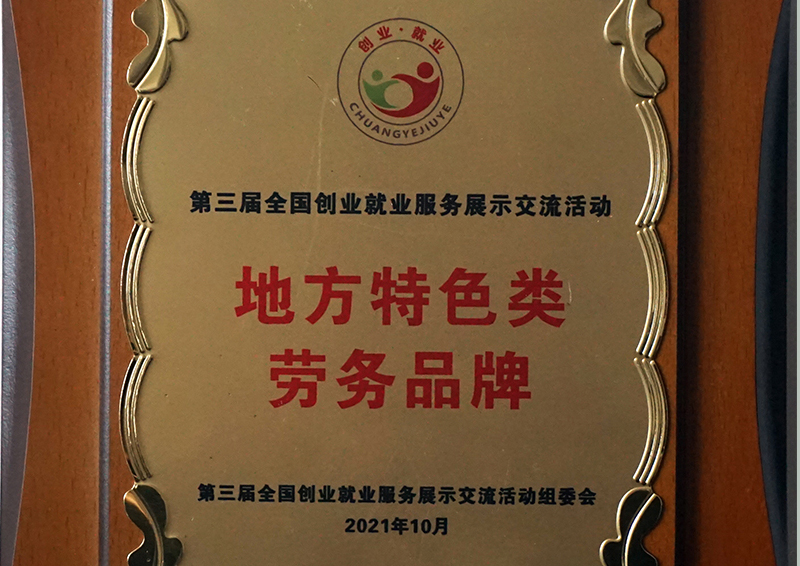 创业·就业
CHUANGYEJIUYE
第三届全国创业就业服务展示交流活动
地方特色类
劳务品牌
第三届全国创业就业服务展示交流活动组委会
2021年10月